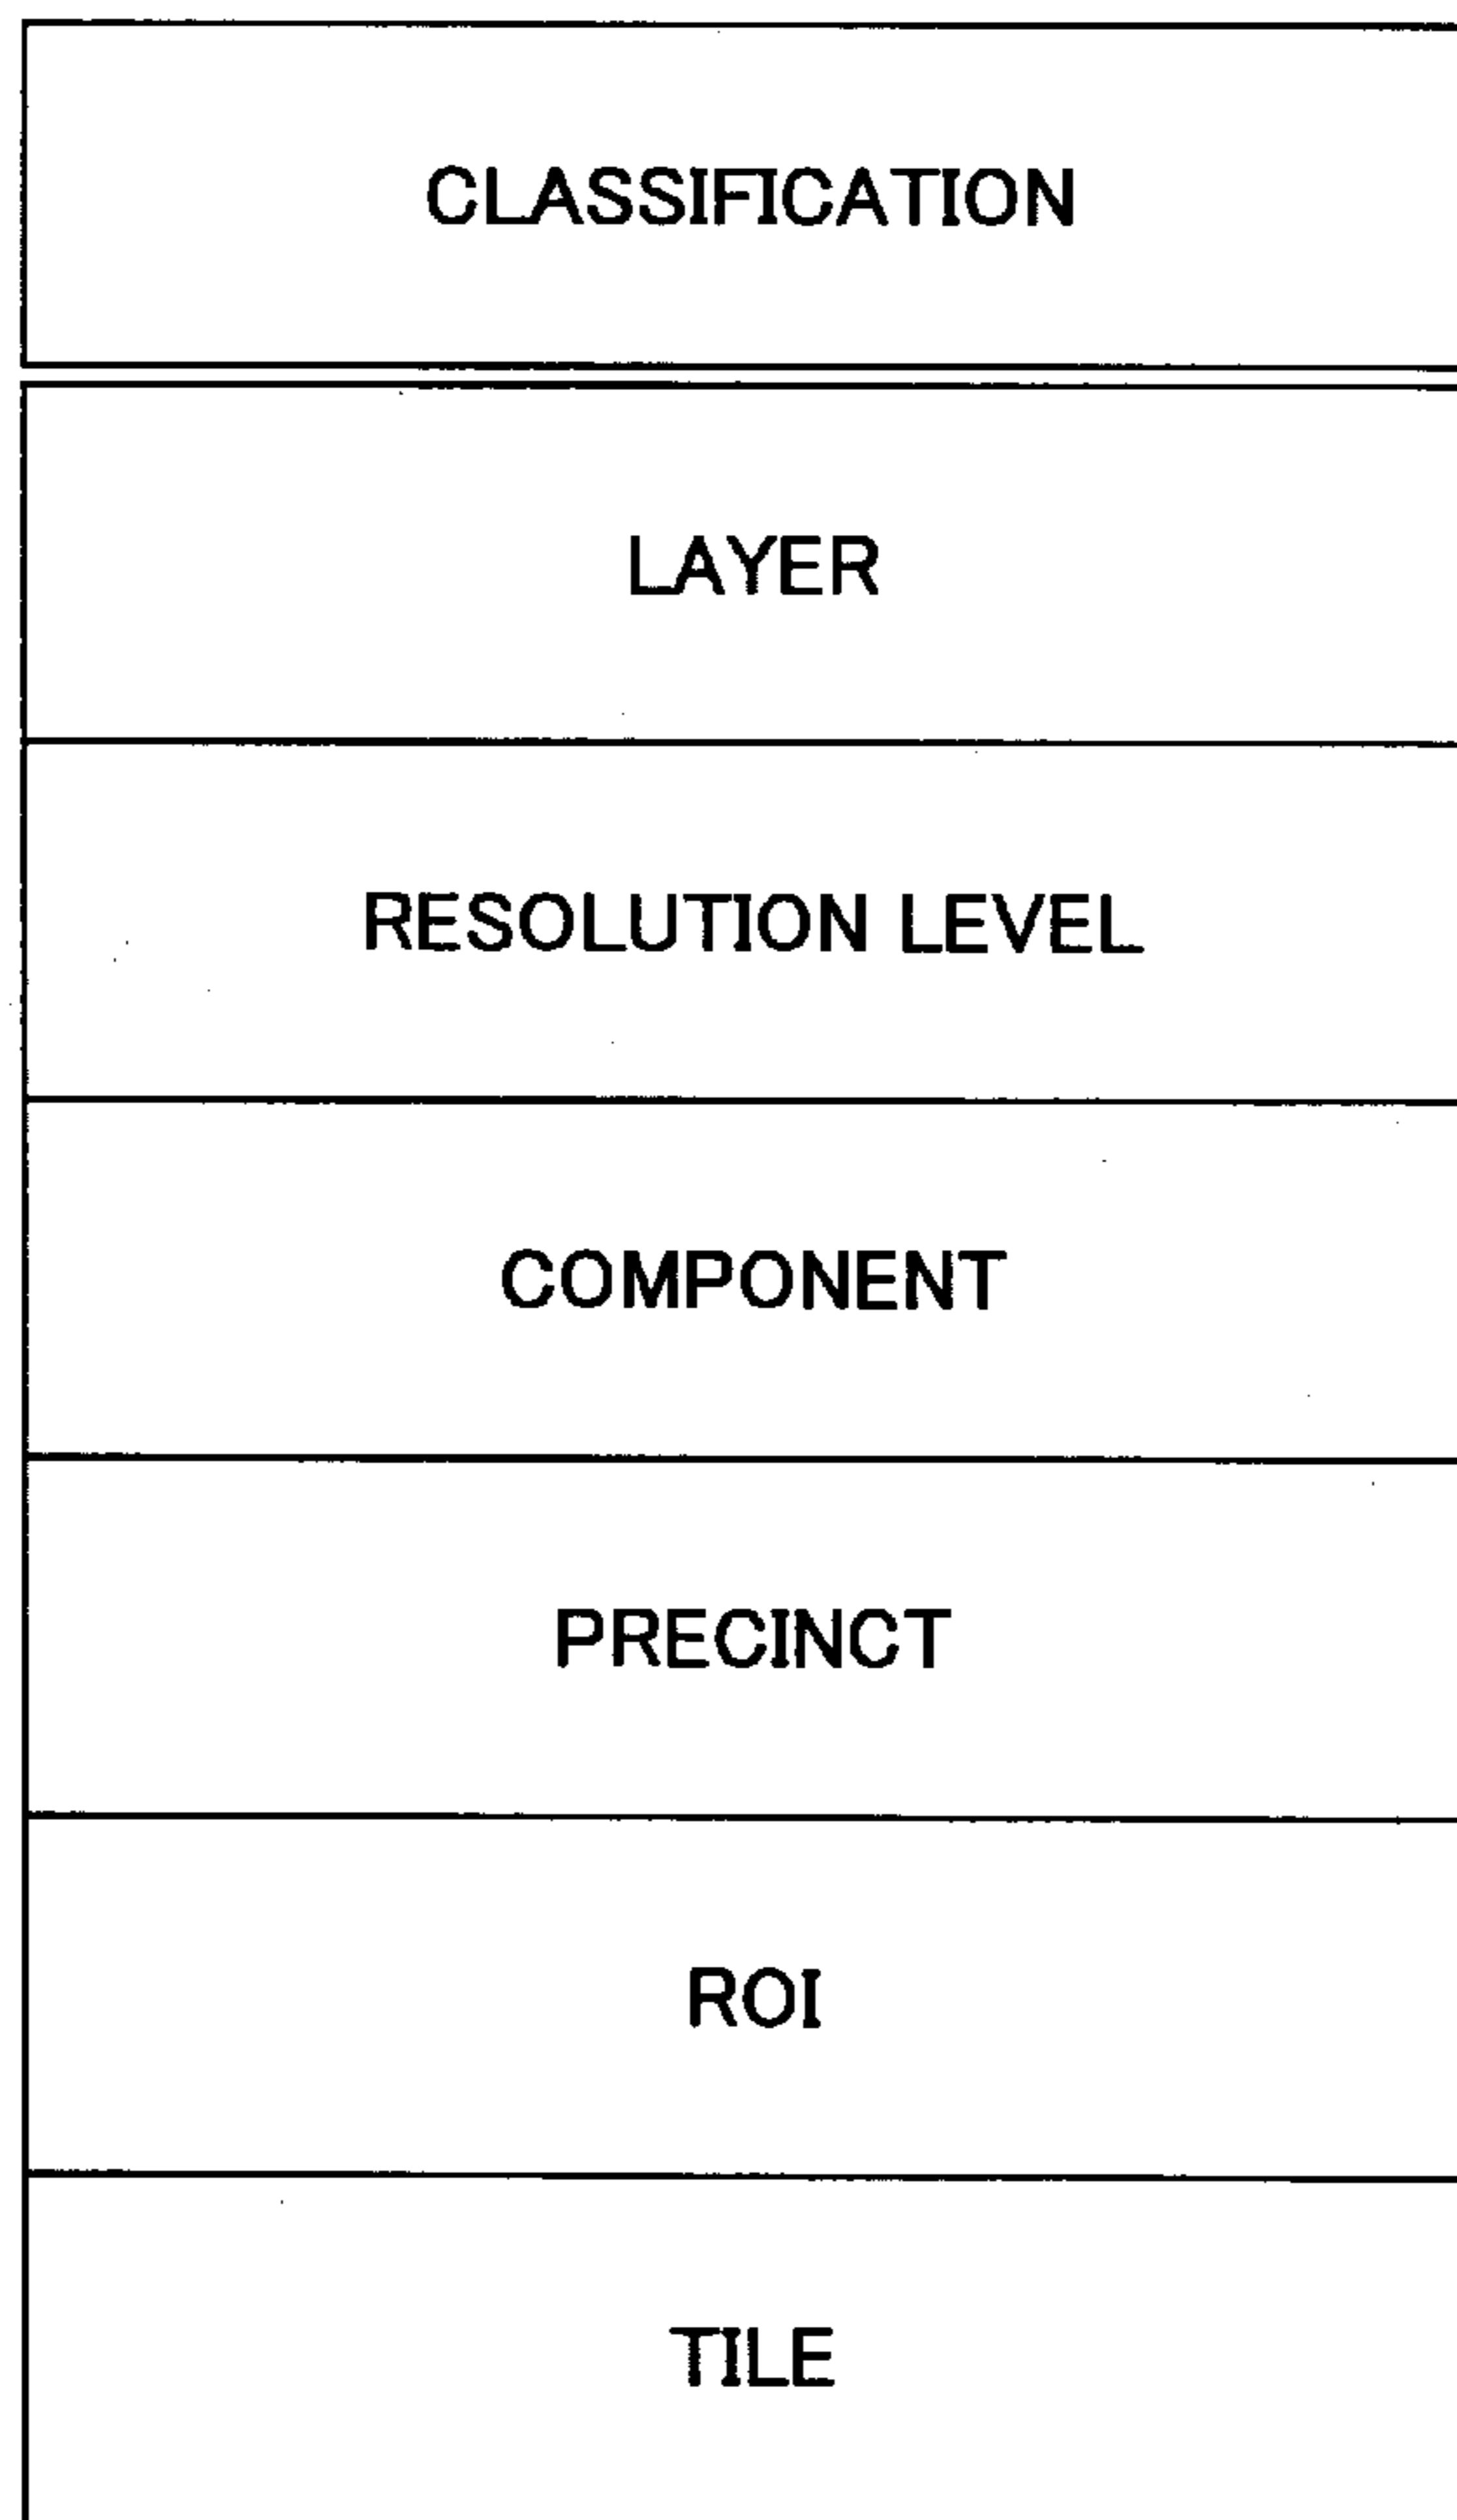 CLASSIFICATION
LAYER
RESOLUTION LEVEL
COMPONENT
PRECINCT
ROI
TILE